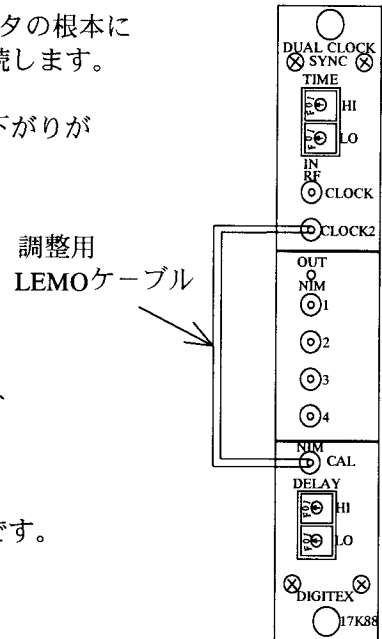 タの根本に
続します。
下がりが
調整用
LEMOケーブル
、
です。
DUAL CLOCK
SYNC
TIME
HI
LO
IN
RF
CLOCK
CLOCK2
OUT
NIM
1
2
3
4
NIM
CAL
DELAY
HI
LO
DIGITEX
17K88